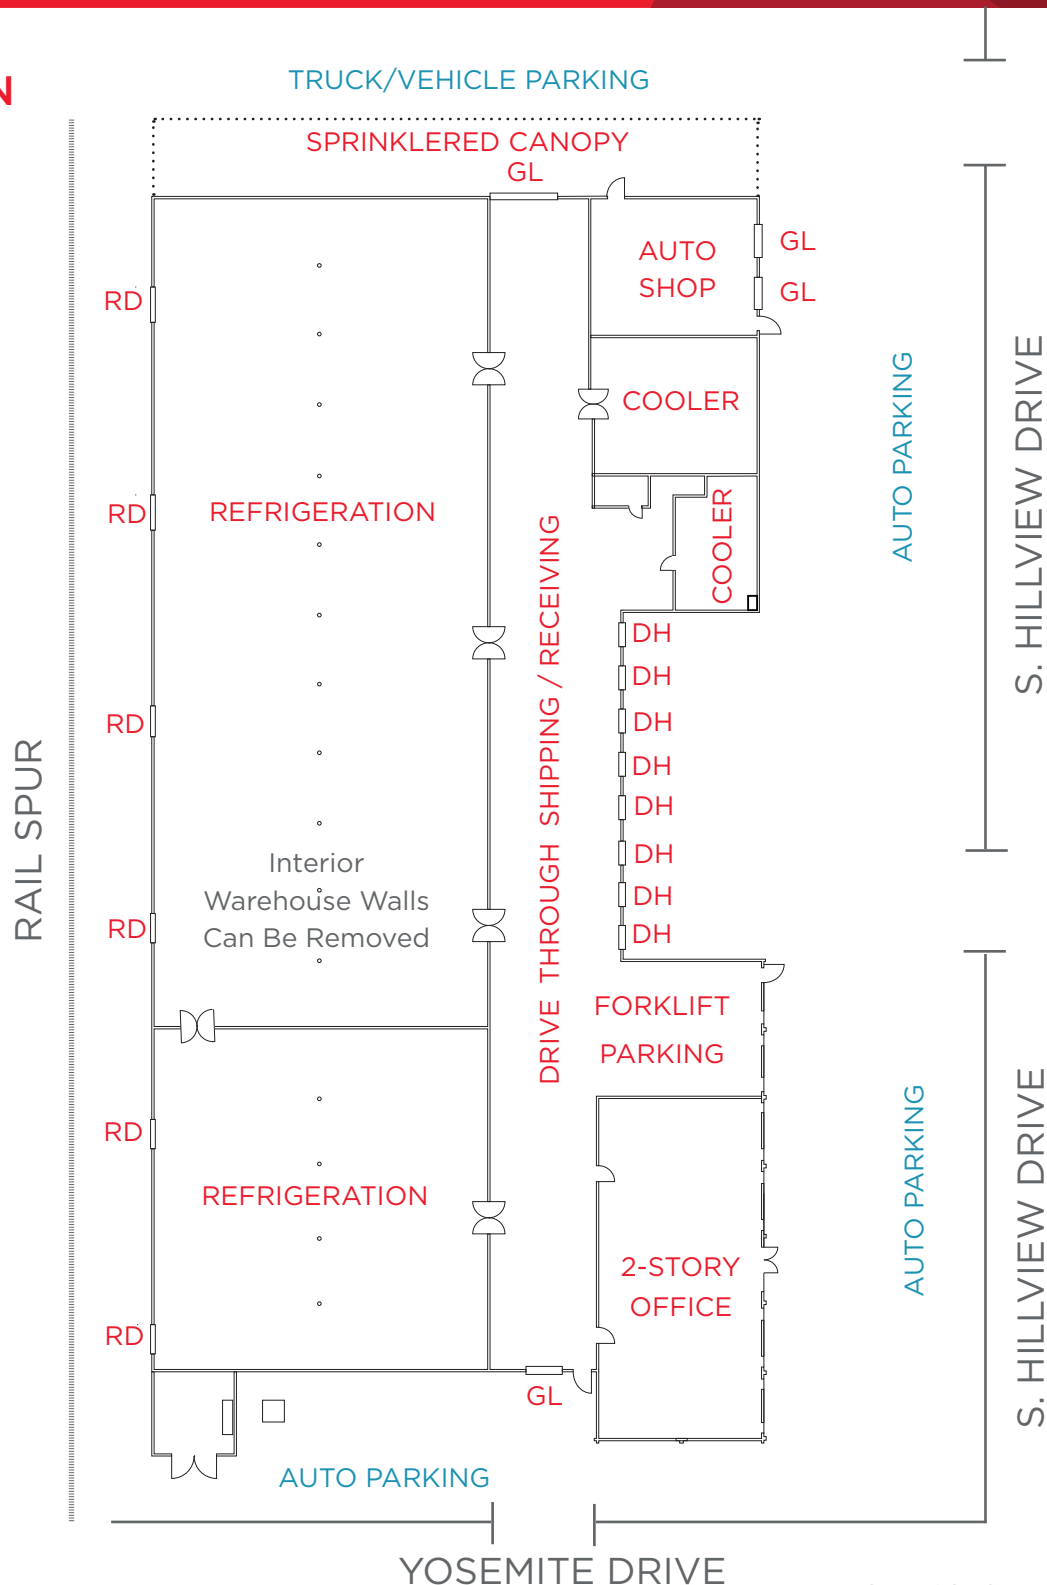 N
TRUCK/VEHICLE PARKING
SPRINKLERED CANOPY
GL
AUTO
SHOP
GL
GL
RD
COOLER
AUTO PARKING
S. HILLVIEW DRIVE
RD
REFRIGERATION
COOLER
DRIVE THROUGH SHIPPING / RECEIVING
DH
DH
RD
DH
DH
DH
RAIL SPUR
Interior
Warehouse Walls
Can Be Removed
DH
DH
RD
DH
FORKLIFT
PARKING
RD
REFRIGERATION
AUTO PARKING
S. HILLVIEW DRIVE
2-STORY
OFFICE
RD
GL
AUTO PARKING
YOSEMITE DRIVE